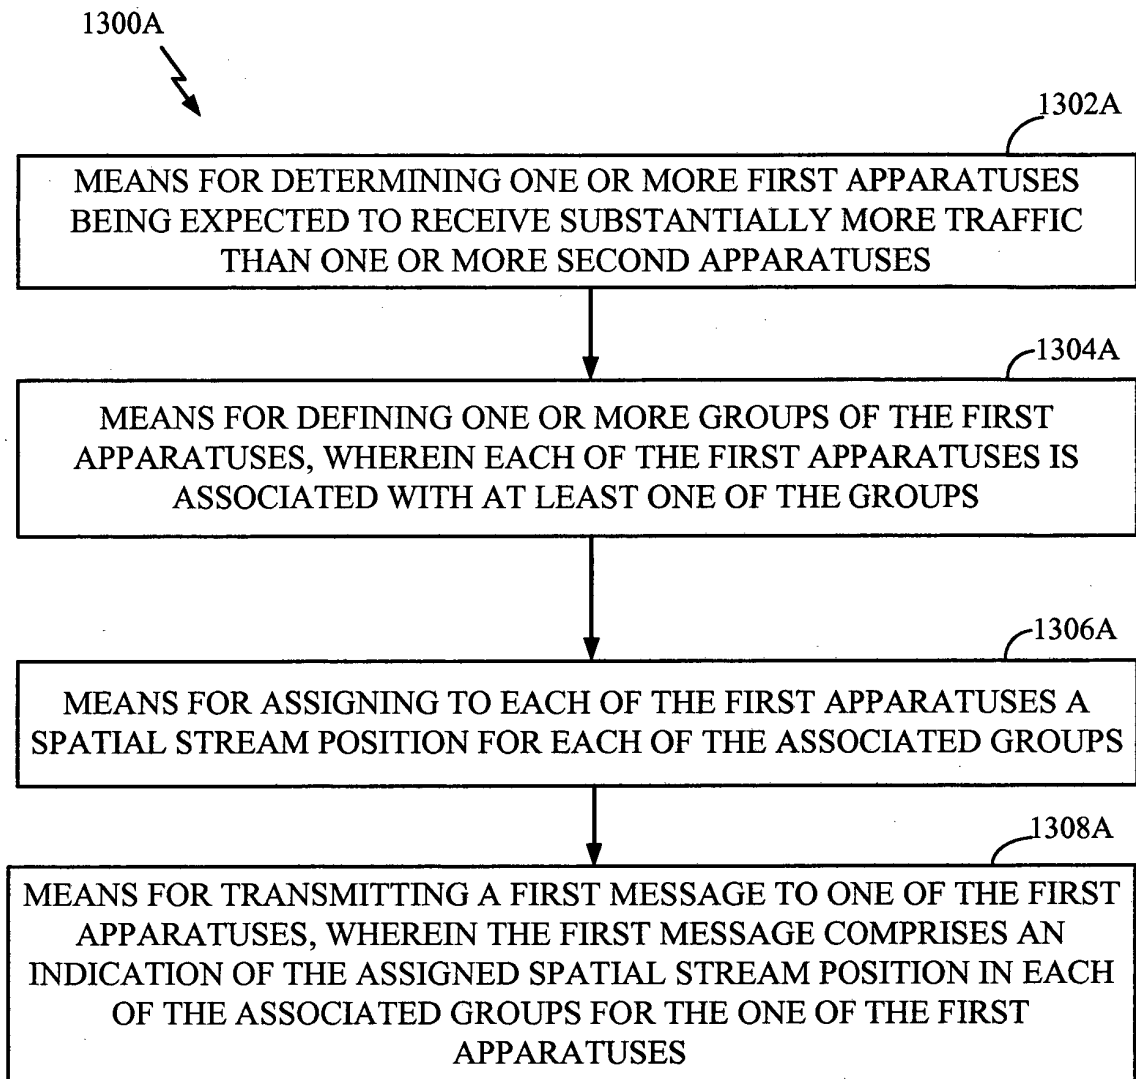 1300A
1302A
MEANS FOR DETERMINING ONE OR MORE FIRST APPARATUSES
BEING EXPECTED TO RECEIVE SUBSTANTIALLY MORE TRAFFIC
THAN ONE OR MORE SECOND APPARATUSES
1304A
MEANS FOR DEFINING ONE OR MORE GROUPS OF THE FIRST
APPARATUSES, WHEREIN EACH OF THE FIRST APPARATUSES IS
ASSOCIATED WITH AT LEAST ONE OF THE GROUPS
1306A
MEANS FOR ASSIGNING TO EACH OF THE FIRST APPARATUSES A
SPATIAL STREAM POSITION FOR EACH OF THE ASSOCIATED GROUPS
1308A
MEANS FOR TRANSMITTING A FIRST MESSAGE TO ONE OF THE FIRST
APPARATUSES, WHEREIN THE FIRST MESSAGE COMPRISES AN
INDICATION OF THE ASSIGNED SPATIAL STREAM POSITION IN EACH
OF THE ASSOCIATED GROUPS FOR THE ONE OF THE FIRST
APPARATUSES